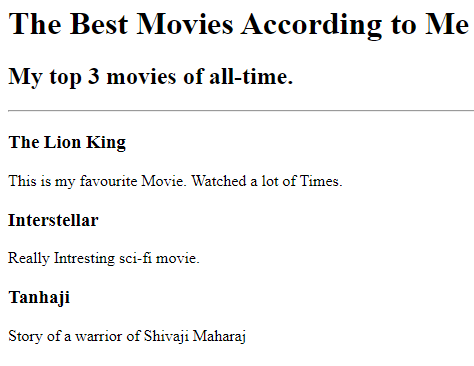 The Best Movies According to Me
My top 3 movies of all-time.
The Lion King
This is my favourite Movie. Watched a lot of Times.
Interstellar
Really Intresting sci-fi movie.
Tanhaji
Story of a warrior of Shivaji Maharaj